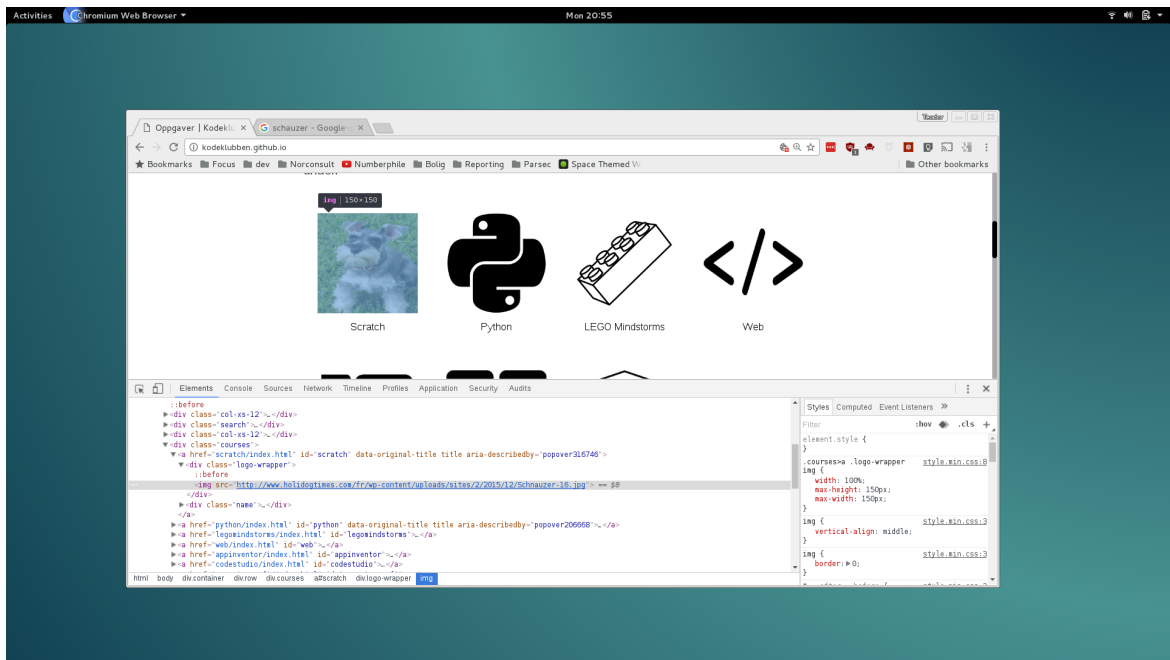 Activities Chromium Web Browser Mon 20:55
Oppgaver | Kodeklu × schauzer - Google- ×
kodeklubben.github.io
Bookmarks Focus dev Norconsult Numberphile Bolig Reporting Parsec Space Themed W Other bookmarks
img | 150×150
Scratch Python LEGO Mindstorms Web
</>
Elements Console Sources Network Timeline Profiles Application Security Audits
::before
▶<div class="col-xs-12">…</div>
▶<div class="search">…</div>
▶<div class="col-xs-12">…</div>
▼<div class="courses">
▼<a href="scratch/index.html" id="scratch" data-original-title title aria-describedby="popover316746">
▼<div class="logo-wrapper">
::before
<img src="http://www.holidogtimes.com/fr/wp-content/uploads/sites/2/2015/12/Schnauzer-16.jpg"> == $0
</div>
▶<div class="name">…</div>
</a>
▶<a href="python/index.html" id="python" data-original-title title aria-describedby="popover206668">…</a>
▶<a href="legomindstorms/index.html" id="legomindstorms">…</a>
▶<a href="web/index.html" id="web">…</a>
▶<a href="appinventor/index.html" id="appinventor">…</a>
▶<a href="codestudio/index.html" id="codestudio">…</a>
html body div.container div.row div.courses a#scratch div.logo-wrapper img
Styles Computed Event Listeners »
Filter :hov .cls +
element.style {
}
.courses>a .logo-wrapper style.min.css:8
img {
width: 100%;
max-height: 150px;
max-width: 150px;
}
img { style.min.css:3
vertical-align: middle;
}
img { style.min.css:3
border: ▶ 0;
}